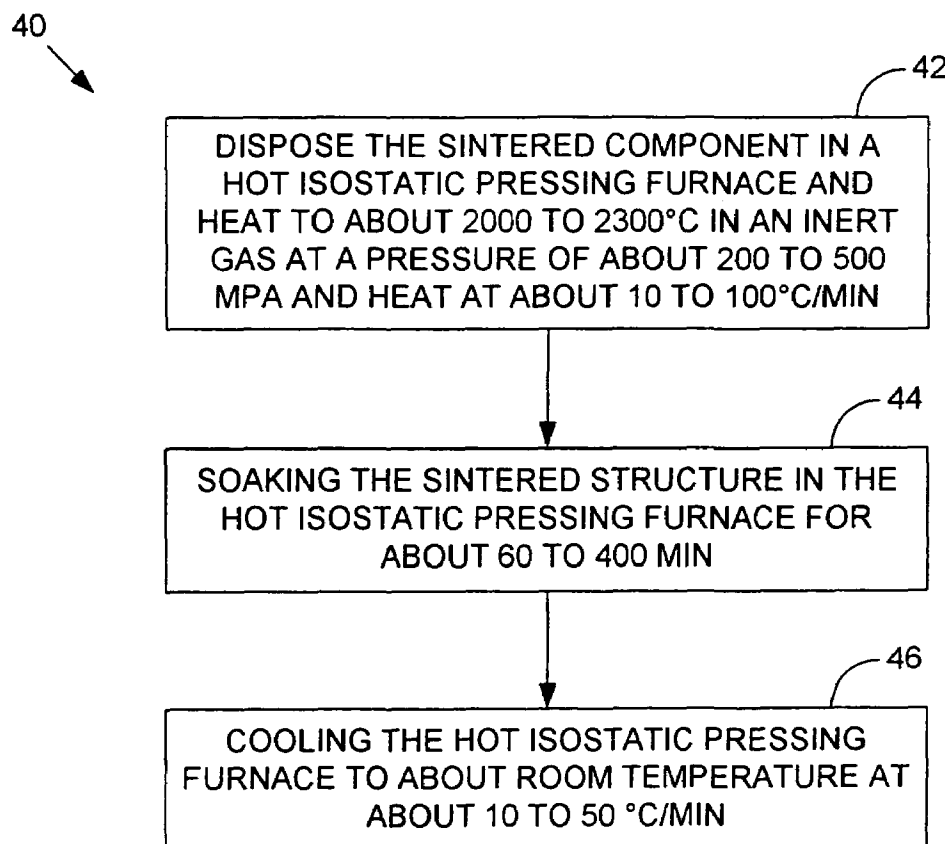 40
42
DISPOSE THE SINTERED COMPONENT IN A
HOT ISOSTATIC PRESSING FURNACE AND
HEAT TO ABOUT 2000 TO 2300°C IN AN INERT
GAS AT A PRESSURE OF ABOUT 200 TO 500
MPA AND HEAT AT ABOUT 10 TO 100°C/MIN
44
SOAKING THE SINTERED STRUCTURE IN THE
HOT ISOSTATIC PRESSING FURNACE FOR
ABOUT 60 TO 400 MIN
46
COOLING THE HOT ISOSTATIC PRESSING
FURNACE TO ABOUT ROOM TEMPERATURE AT
ABOUT 10 TO 50 °C/MIN